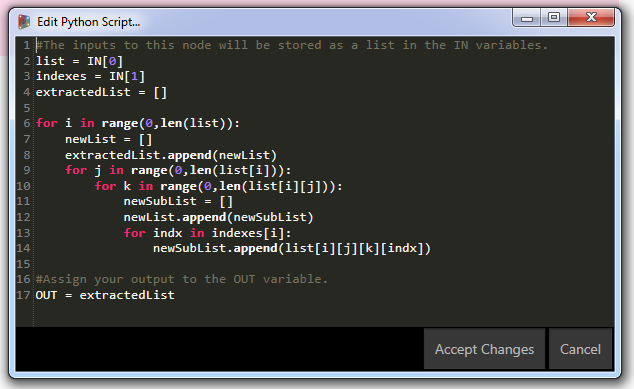 Edit Python Script...
1 #The inputs to this node will be stored as a list in the IN variables.
2 list = IN[0]
3 indexes = IN[1]
4 extractedList = []
5
6 for i in range(0,len(list)):
7     newList = []
8     extractedList.append(newList)
9     for j in range(0,len(list[i])):
10         for k in range(0,len(list[i][j])):
11             newSubList = []
12             newList.append(newSubList)
13             for indx in indexes[i]:
14                 newSubList.append(list[i][j][k][indx])
15
16 #Assign your output to the OUT variable.
17 OUT = extractedList
Accept Changes Cancel